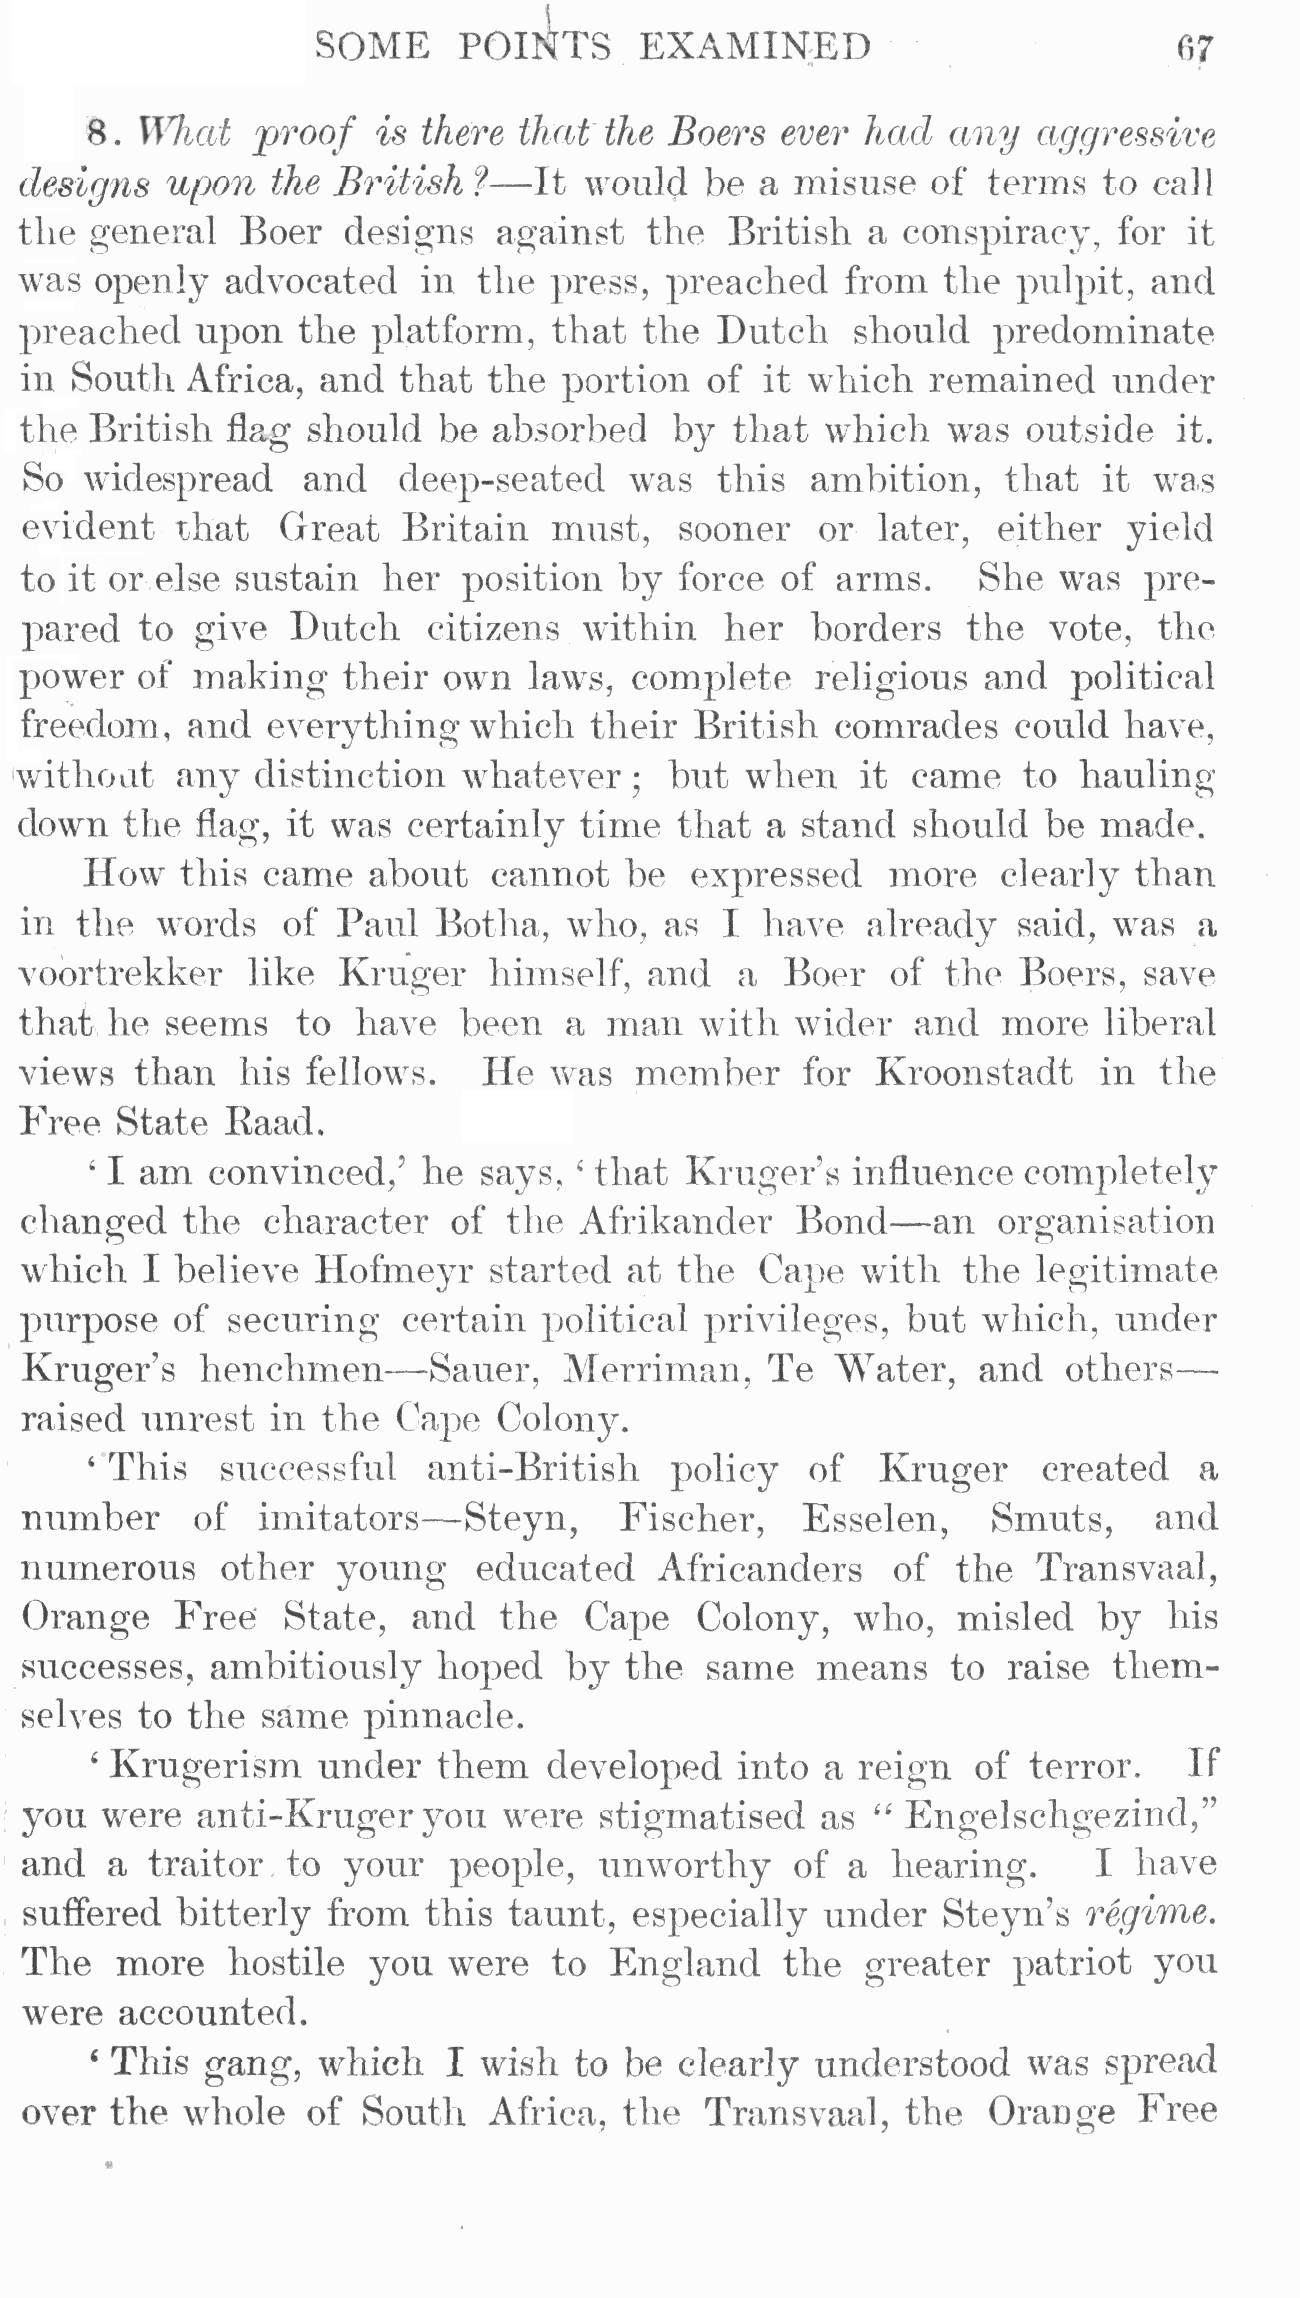 SOME POINTS EXAMINED 67
8. What proof is there that the Boers ever had any aggressive
designs upon the British?—It would be a misuse of terms to call
the general Boer designs against the British a conspiracy, for it
was openly advocated in the press, preached from the pulpit, and
preached upon the platform, that the Dutch should predominate
in South Africa, and that the portion of it which remained under
the British flag should be absorbed by that which was outside it.
So widespread and deep-seated was this ambition, that it was
evident that Great Britain must, sooner or later, either yield
to it or else sustain her position by force of arms. She was pre-
pared to give Dutch citizens within her borders the vote, the
power of making their own laws, complete religious and political
freedom, and everything which their British comrades could have,
without any distinction whatever; but when it came to hauling
down the flag, it was certainly time that a stand should be made.
How this came about cannot be expressed more clearly than
in the words of Paul Botha, who, as I have already said, was a
voortrekker like Kruger himself, and a Boer of the Boers, save
that he seems to have been a man with wider and more liberal
views than his fellows. He was member for Kroonstadt in the
Free State Raad.
‘I am convinced,’ he says, ‘that Kruger’s influence completely
changed the character of the Afrikander Bond—an organisation
which I believe Hofmeyr started at the Cape with the legitimate
purpose of securing certain political privileges, but which, under
Kruger’s henchmen—Sauer, Merriman, Te Water, and others—
raised unrest in the Cape Colony.
‘This successful anti-British policy of Kruger created a
number of imitators—Steyn, Fischer, Esselen, Smuts, and
numerous other young educated Africanders of the Transvaal,
Orange Free State, and the Cape Colony, who, misled by his
successes, ambitiously hoped by the same means to raise them-
selves to the same pinnacle.
‘Krugerism under them developed into a reign of terror. If
you were anti-Kruger you were stigmatised as “Engelschgezind,”
and a traitor to your people, unworthy of a hearing. I have
suffered bitterly from this taunt, especially under Steyn’s régime.
The more hostile you were to England the greater patriot you
were accounted.
‘This gang, which I wish to be clearly understood was spread
over the whole of South Africa, the Transvaal, the Orange Free